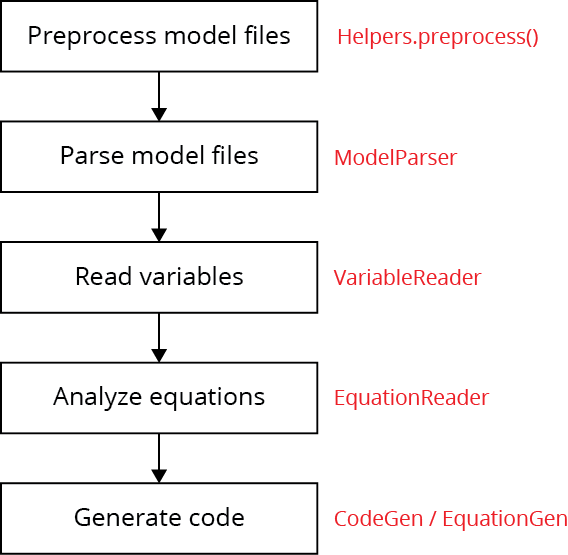 Preprocess model files Helpers.preprocess()
Parse model files ModelParser
Read variables VariableReader
Analyze equations EquationReader
Generate code CodeGen / EquationGen